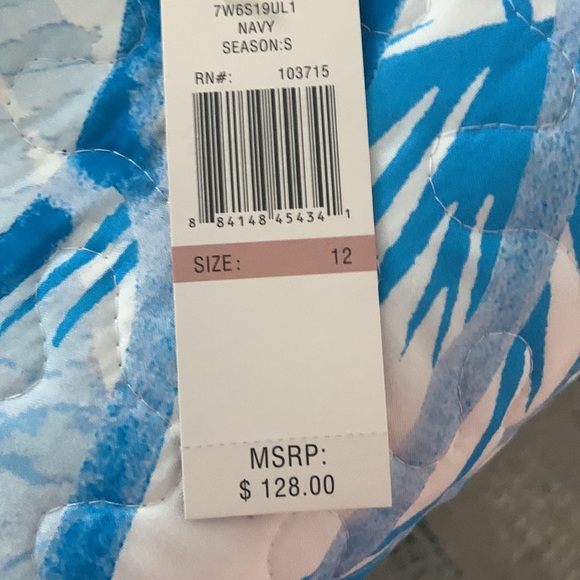 7W6S19UL1
NAVY
SEASON:S
RN#: 103715
8 84148 45434 1
SIZE: 12
MSRP:
$ 128.00